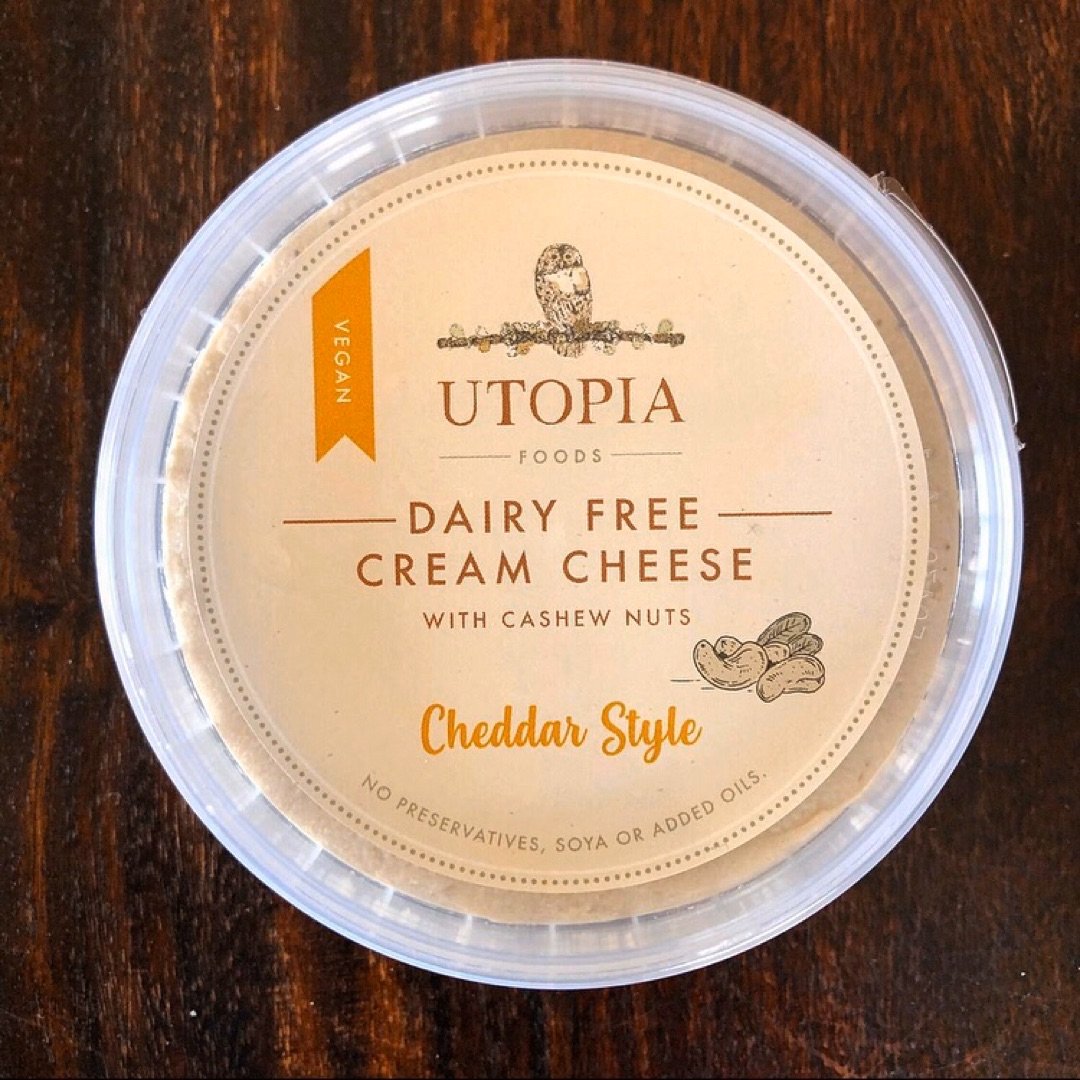 VEGAN
UTOPIA
FOODS
DAIRY FREE
CREAM CHEESE
WITH CASHEW NUTS
Cheddar Style
NO PRESERVATIVES, SOYA OR ADDED OILS.